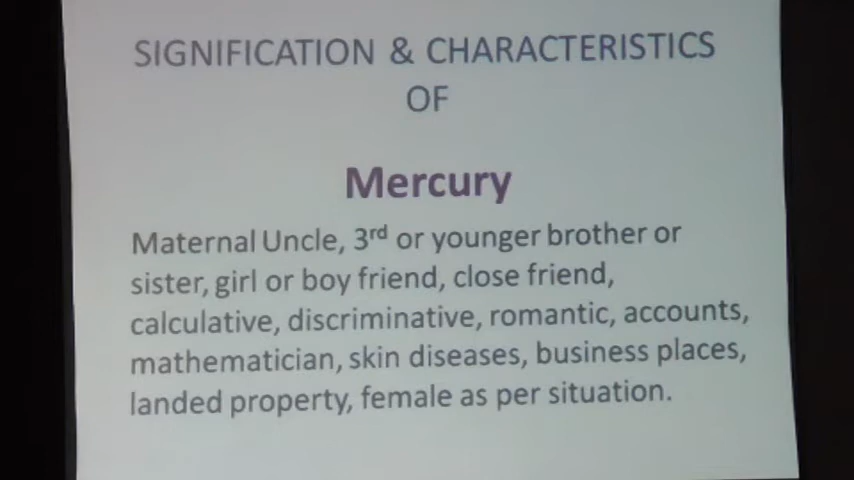 SIGNIFICATION & CHARACTERISTICS
OF
Mercury
Maternal Uncle, 3rd or younger brother or
sister, girl or boy friend, close friend,
calculative, discriminative, romantic, accounts,
mathematician, skin diseases, business places,
landed property, female as per situation.